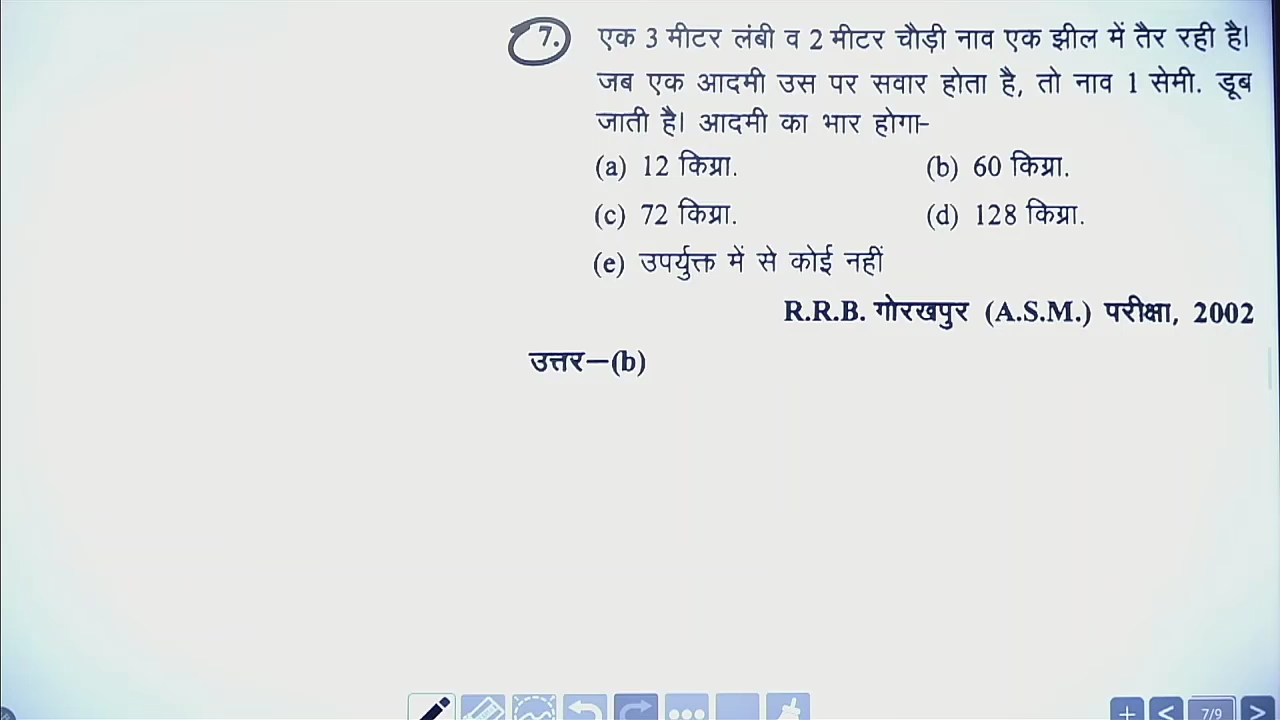 7. एक 3 मीटर लंबी व 2 मीटर चौड़ी नाव एक झील में तैर रही है।
जब एक आदमी उस पर सवार होता है, तो नाव 1 सेमी. डूब
जाती है। आदमी का भार होगा-
(a) 12 किग्रा. (b) 60 किग्रा.
(c) 72 किग्रा. (d) 128 किग्रा.
(e) उपर्युक्त में से कोई नहीं
R.R.B. गोरखपुर (A.S.M.) परीक्षा, 2002
उत्तर–(b)
7/9